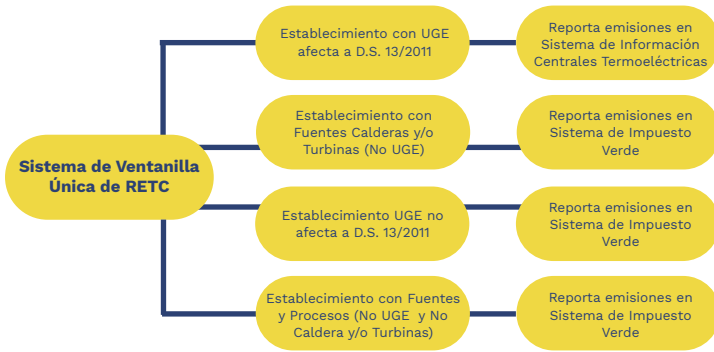 Sistema de Ventanilla
Única de RETC
Establecimiento con UGE
afecta a D.S. 13/2011
Reporta emisiones en
Sistema de Información
Centrales Termoeléctricas
Establecimiento con
Fuentes Calderas y/o
Turbinas (No UGE)
Reporta emisiones en
Sistema de Impuesto
Verde
Establecimiento UGE no
afecta a D.S. 13/2011
Reporta emisiones en
Sistema de Impuesto
Verde
Establecimiento con Fuentes
y Procesos (No UGE y No
Caldera y/o Turbinas)
Reporta emisiones en
Sistema de Impuesto
Verde